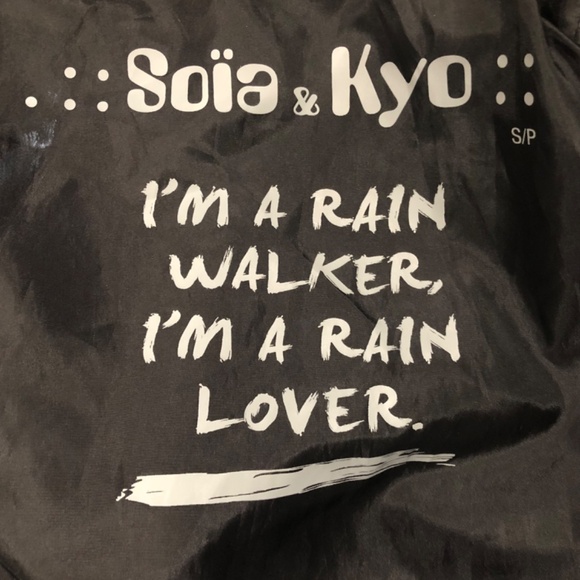 Soïa & Kyo
S/P
I'M A RAIN
WALKER,
I'M A RAIN
LOVER.